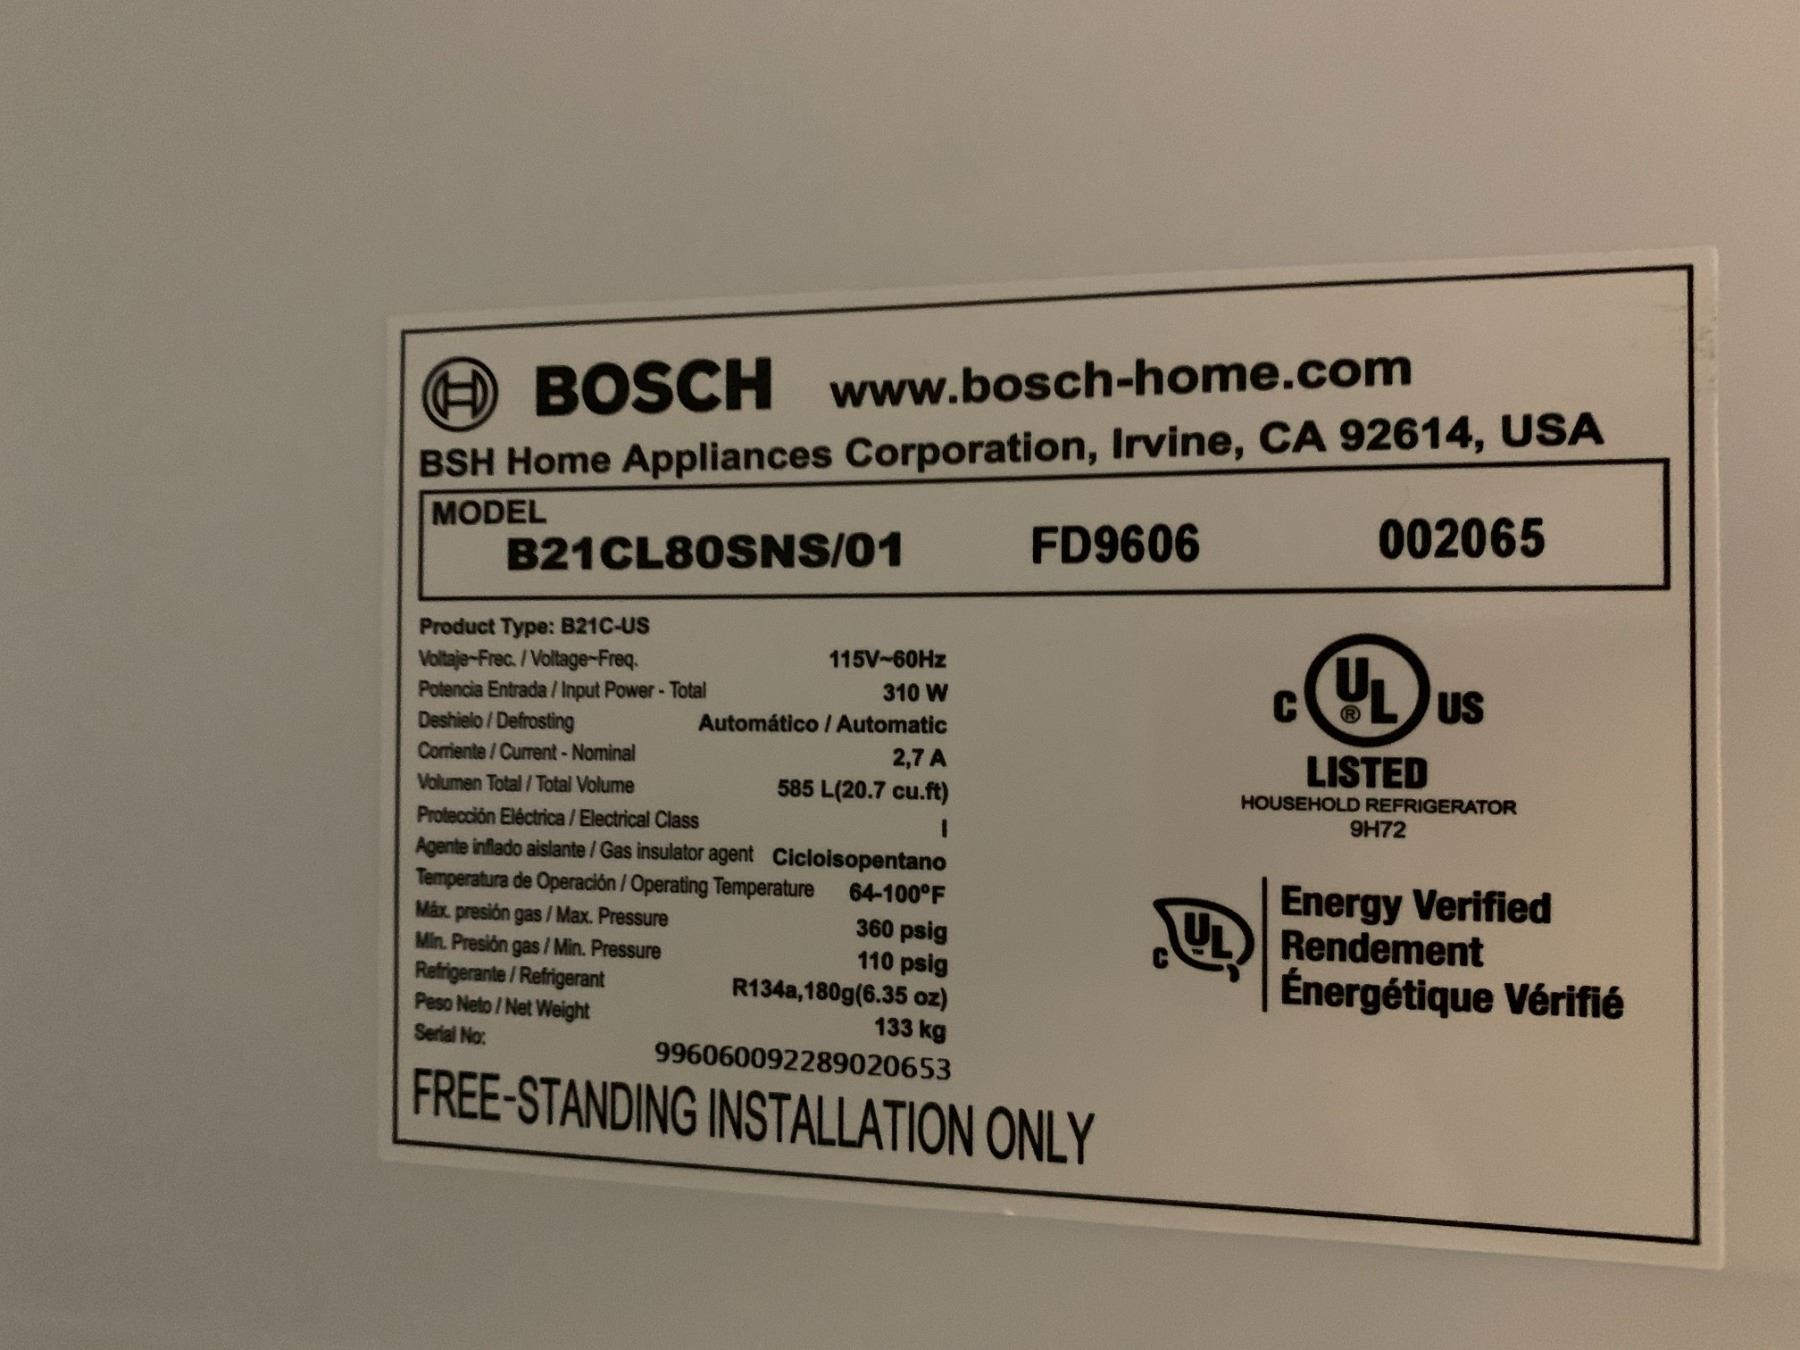 BOSCH www.bosch-home.com
BSH Home Appliances Corporation, Irvine, CA 92614, USA
MODEL
B21CL80SNS/01 FD9606 002065
Product Type: B21C-US
Voltaje~Frec. / Voltage~Freq. 115V~60Hz
Potencia Entrada / Input Power - Total 310 W
Deshielo / Defrosting Automático / Automatic
Corriente / Current - Nominal 2,7 A
Volumen Total / Total Volume 585 L(20.7 cu.ft)
Protección Eléctrica / Electrical Class I
Agente inflado aislante / Gas insulator agent Cicloisopentano
Temperatura de Operación / Operating Temperature 64-100°F
Máx. presión gas / Max. Pressure 360 psig
Mín. Presión gas / Min. Pressure 110 psig
Refrigerante / Refrigerant R134a,180g(6.35 oz)
Peso Neto / Net Weight 133 kg
Serial No: 996060092289020653
FREE-STANDING INSTALLATION ONLY
C UL ® US
LISTED
HOUSEHOLD REFRIGERATOR
9H72
C UL ™ Energy Verified
Rendement
Énergétique Vérifié